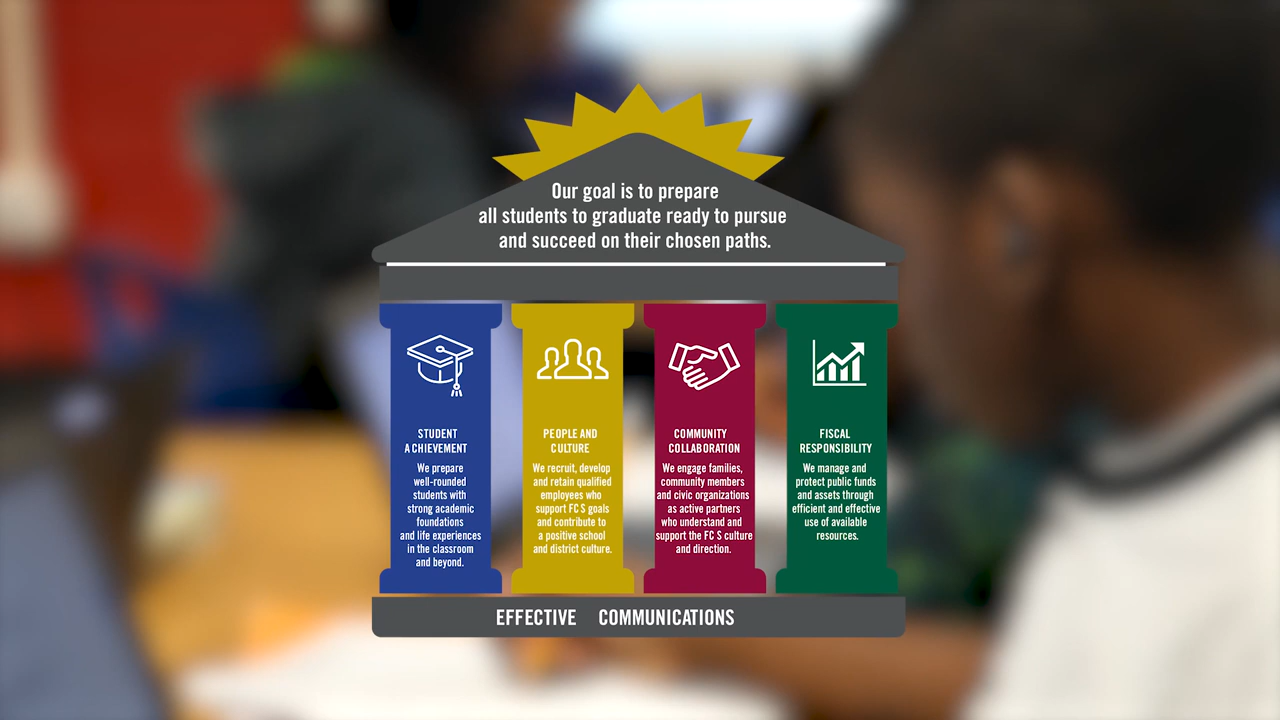 Our goal is to prepare
all students to graduate ready to pursue
and succeed on their chosen paths.
STUDENT
ACHIEVEMENT
We prepare
well-rounded
students with
strong academic
foundations
and life experiences
in the classroom
and beyond.
PEOPLE AND
CULTURE
We recruit, develop
and retain qualified
employees who
support FCS goals
and contribute to
a positive school
and district culture.
COMMUNITY
COLLABORATION
We engage families,
community members
and civic organizations
as active partners
who understand and
support the FCS culture
and direction.
FISCAL
RESPONSIBILITY
We manage and
protect public funds
and assets through
efficient and effective
use of available
resources.
EFFECTIVE COMMUNICATIONS